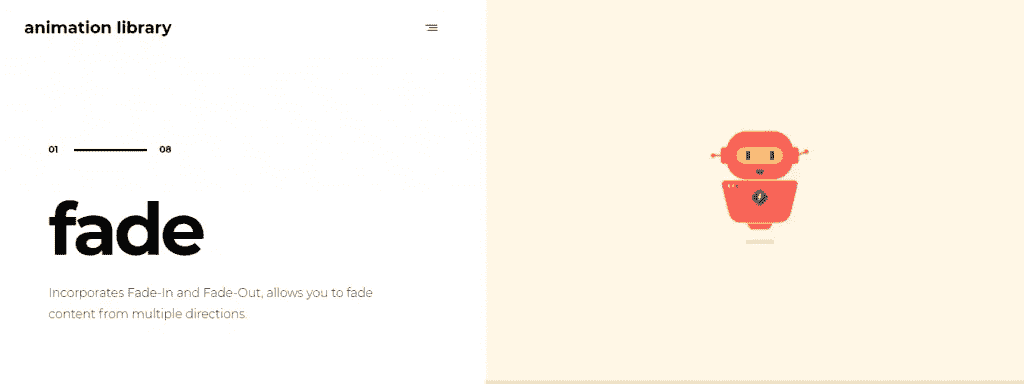 animation library
01 08
fade
Incorporates Fade-In and Fade-Out, allows you to fade
content from multiple directions.